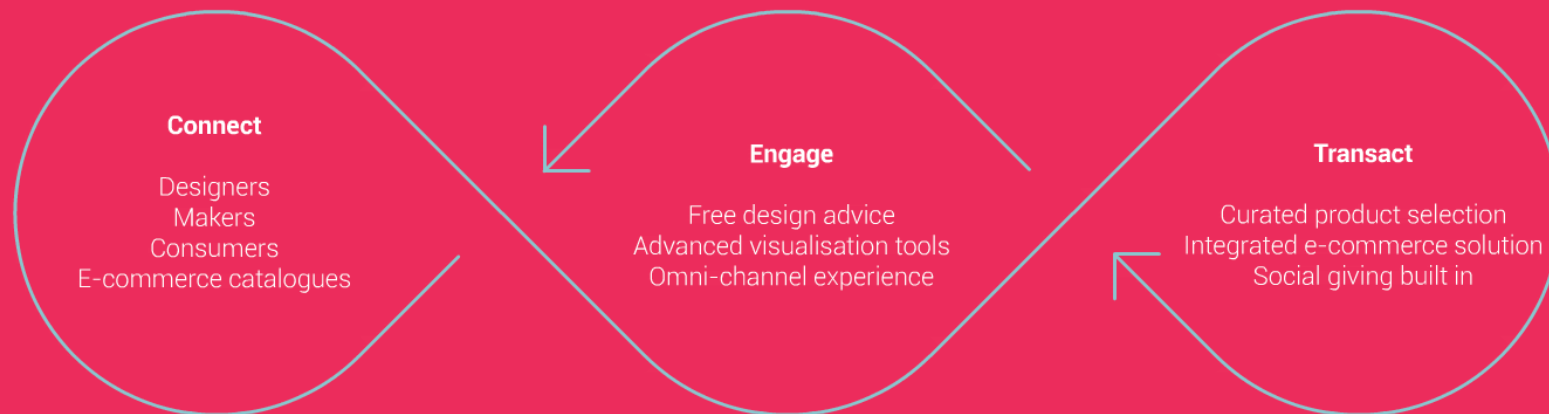 Connect
Designers
Makers
Consumers
E-commerce catalogues
Engage
Free design advice
Advanced visualisation tools
Omni-channel experience
Transact
Curated product selection
Integrated e-commerce solution
Social giving built in